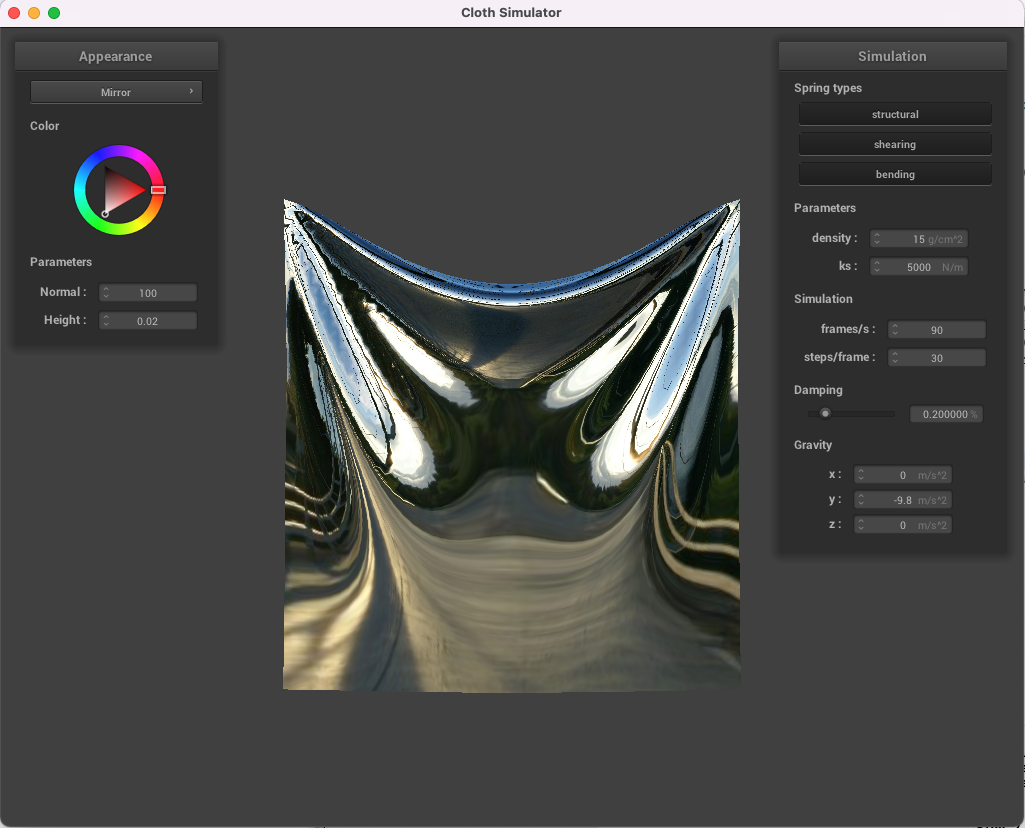 Cloth Simulator
Appearance
Mirror
Color
Parameters
Normal : 100
Height : 0.02
Simulation
Spring types
structural
shearing
bending
Parameters
density : 15 g/cm^2
ks : 5000 N/m
Simulation
frames/s : 90
steps/frame : 30
Damping
0.200000 %
Gravity
x : 0 m/s^2
y : -9.8 m/s^2
z : 0 m/s^2